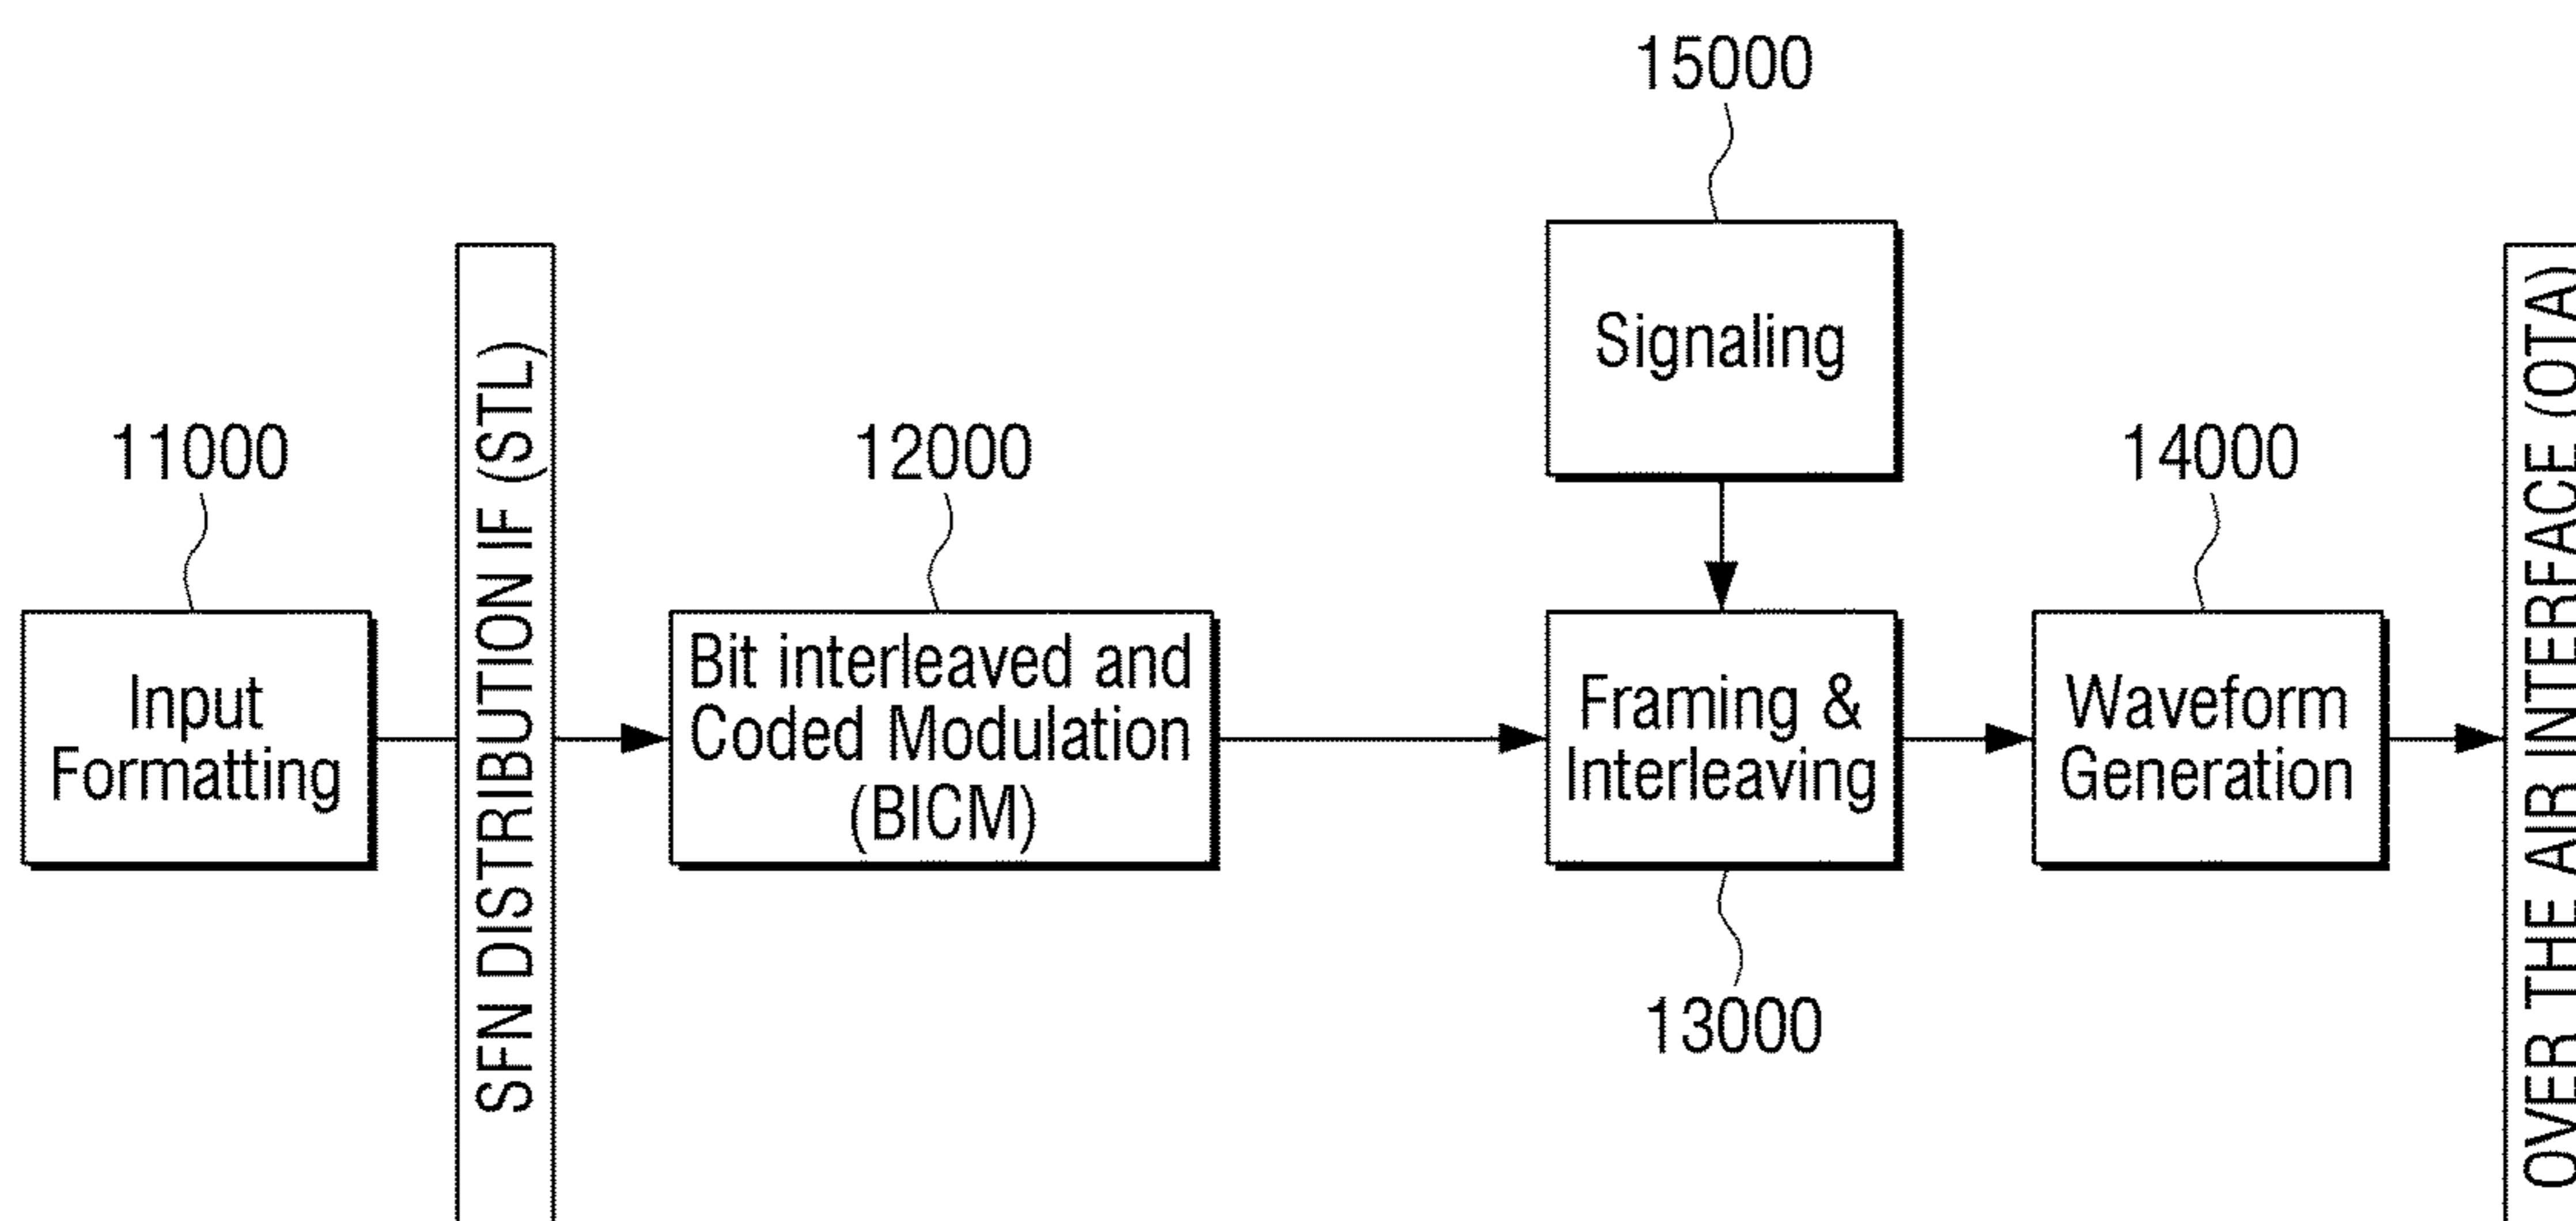 15000
Signaling
11000
12000
14000
SFN DISTRIBUTION IF (STL)
OVER THE AIR INTERFACE (OTA)
Input
Formatting
Bit interleaved and
Coded Modulation
(BICM)
Framing &
Interleaving
Waveform
Generation
13000